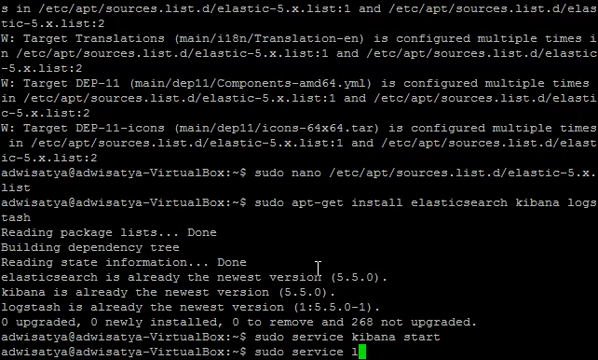 s in /etc/apt/sources.list.d/elastic-5.x.list:1 and /etc/apt/sources.list.d/elas
tic-5.x.list:2
W: Target Translations (main/i18n/Translation-en) is configured multiple times i
n /etc/apt/sources.list.d/elastic-5.x.list:1 and /etc/apt/sources.list.d/elastic
-5.x.list:2
W: Target DEP-11 (main/dep11/Components-amd64.yml) is configured multiple times
in /etc/apt/sources.list.d/elastic-5.x.list:1 and /etc/apt/sources.list.d/elasti
c-5.x.list:2
W: Target DEP-11-icons (main/dep11/icons-64x64.tar) is configured multiple times
in /etc/apt/sources.list.d/elastic-5.x.list:1 and /etc/apt/sources.list.d/elasti
c-5.x.list:2
adwisatya@adwisatya-VirtualBox:~$ sudo nano /etc/apt/sources.list.d/elastic-5.x.
list
adwisatya@adwisatya-VirtualBox:~$ sudo apt-get install elasticsearch kibana logs
tash
Reading package lists... Done
Building dependency tree
Reading state information... Done
elasticsearch is already the newest version (5.5.0).
kibana is already the newest version (5.5.0).
logstash is already the newest version (1:5.5.0-1).
0 upgraded, 0 newly installed, 0 to remove and 268 not upgraded.
adwisatya@adwisatya-VirtualBox:~$ sudo service kibana start
adwisatya@adwisatya-VirtualBox:~$ sudo service l